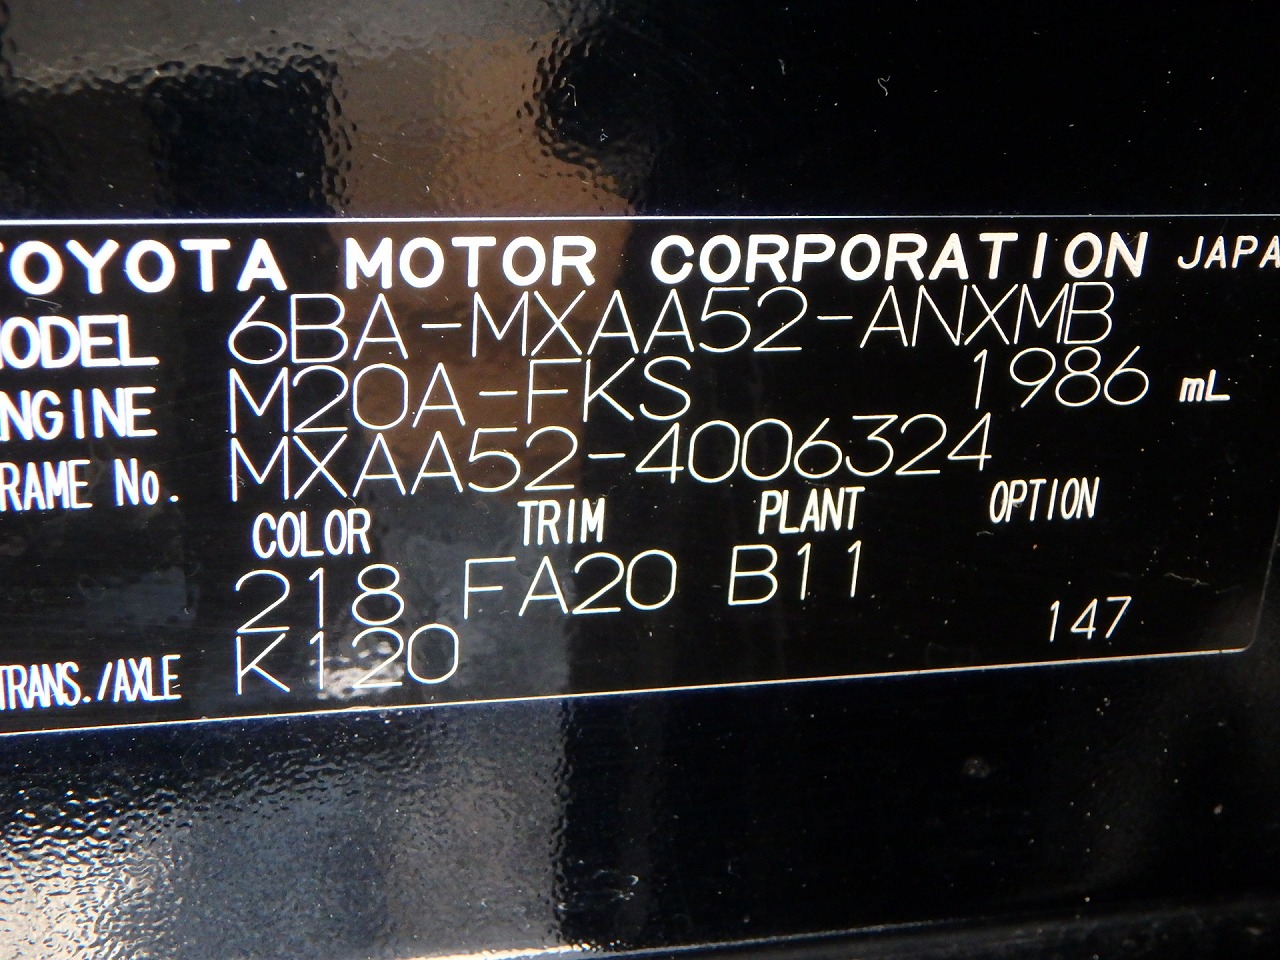 TOYOTA MOTOR CORPORATION JAPA
MODEL 6BA-MXAA52-ANXMB
ENGINE M20A-FKS 1986 mL
FRAME No. MXAA52-4006324
COLOR TRIM PLANT OPTION
218 FA20 B11
TRANS./AXLE K120 147